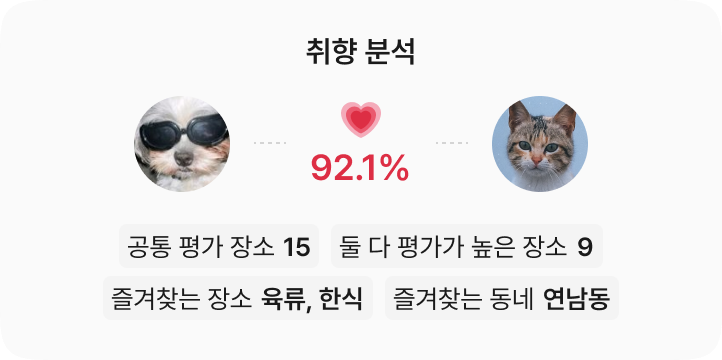 취향 분석
92.1%
공통 평가 장소 15 둘 다 평가가 높은 장소 9
즐겨찾는 장소 육류, 한식 즐겨찾는 동네 연남동